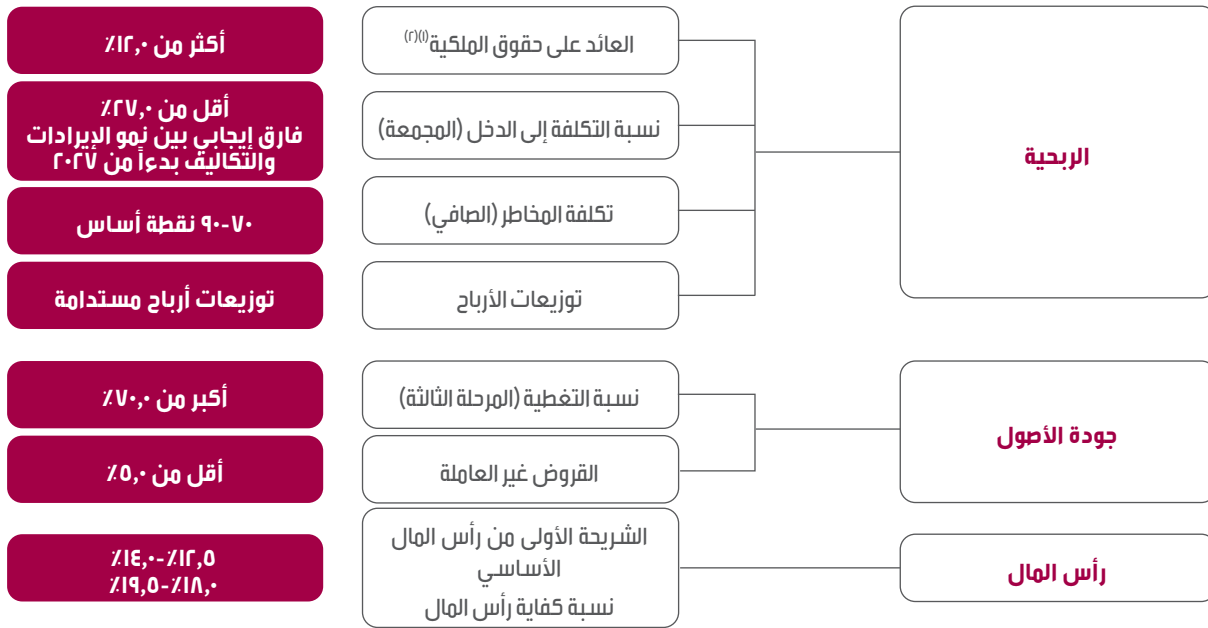 الربحية
العائد على حقوق الملكية(١)(٢)
أكثر من ١٢,٠٪
نسبة التكلفة إلى الدخل (المجمعة)
أقل من ٢٧,٠٪
فارق إيجابي بين نمو الإيرادات
والتكاليف بدءاً من ٢٠٢٧
تكلفة المخاطر (الصافي)
٧٠-٩٠ نقطة أساس
توزيعات الأرباح
توزيعات أرباح مستدامة
جودة الأصول
نسبة التغطية (المرحلة الثالثة)
أكبر من ٧٠,٠٪
القروض غير العاملة
أقل من ٥,٠٪
رأس المال
الشريحة الأولى من رأس المال
الأساسي
نسبة كفاية رأس المال
١٢,٥٪-١٤,٠٪
١٨,٠٪-١٩,٥٪